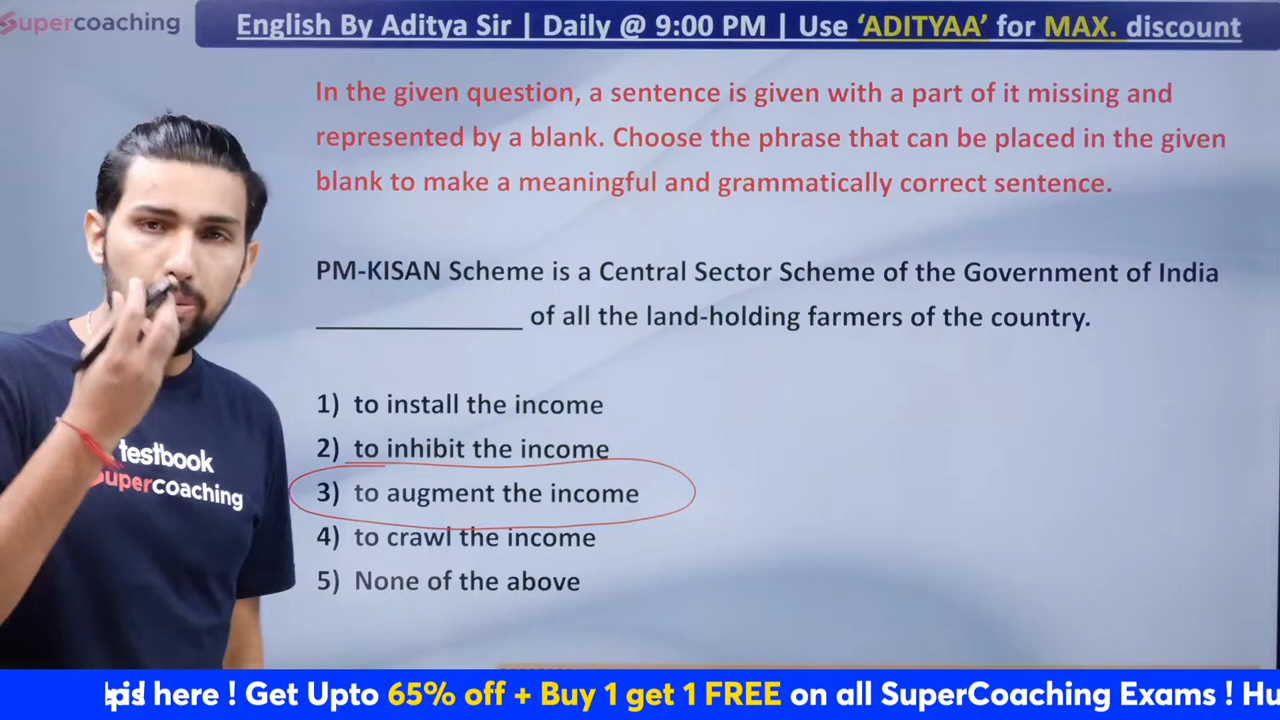 Supercoaching
English By Aditya Sir | Daily @ 9:00 PM | Use ‘ADITYAA’ for MAX. discount
In the given question, a sentence is given with a part of it missing and
represented by a blank. Choose the phrase that can be placed in the given
blank to make a meaningful and grammatically correct sentence.
PM-KISAN Scheme is a Central Sector Scheme of the Government of India
______________ of all the land-holding farmers of the country.
1) to install the income
2) to inhibit the income
3) to augment the income
4) to crawl the income
5) None of the above
testbook
Supercoaching
here ! Get Upto 65% off + Buy 1 get 1 FREE on all SuperCoaching Exams ! Hu